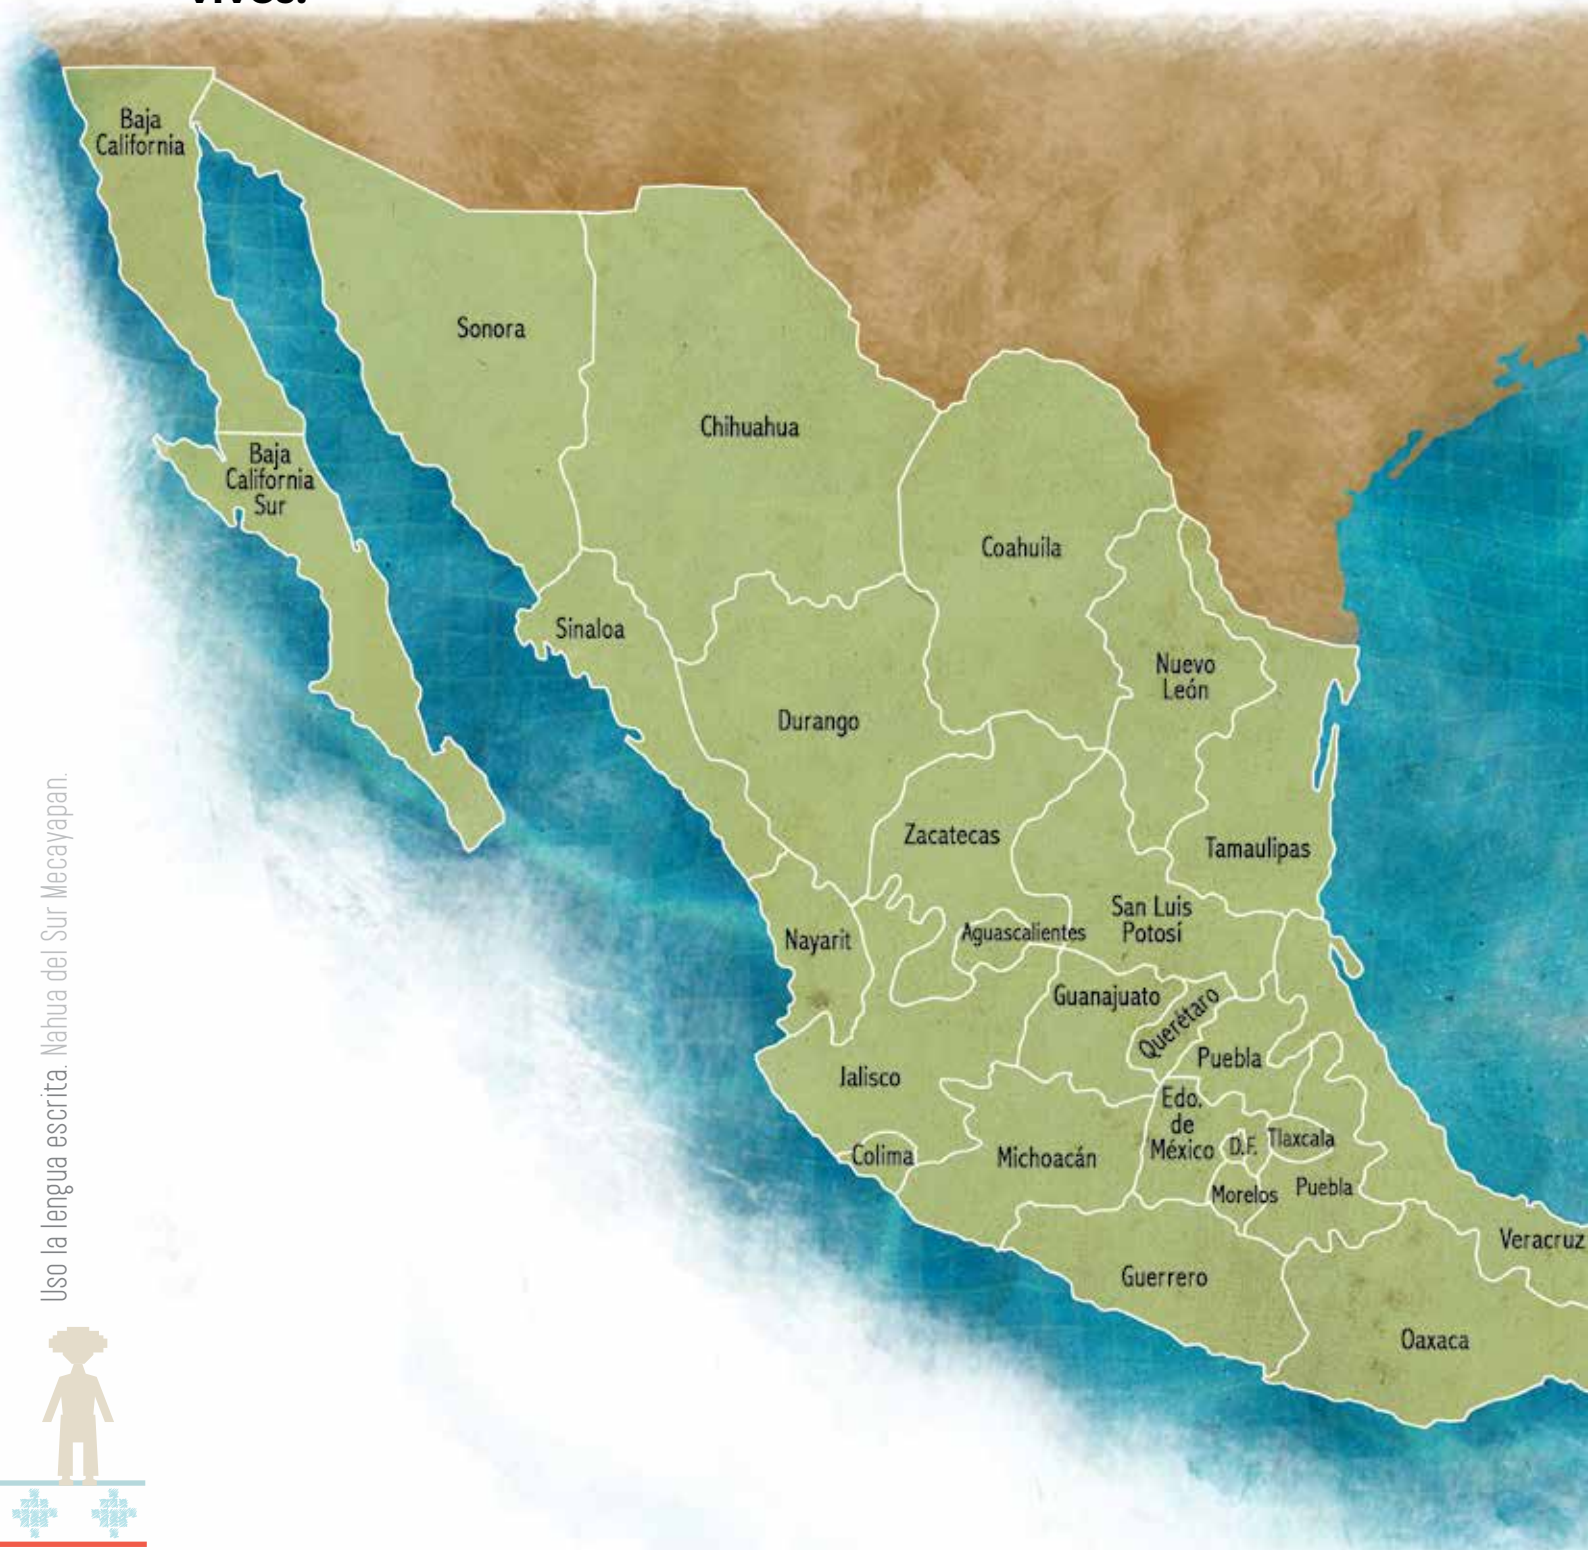 vives.
Baja
California
Sonora
Chihuahua
Baja
California
Sur
Coahuila
Sinaloa
Nuevo
León
Durango
Zacatecas
Tamaulipas
San Luis
Potosí
Aguascalientes
Nayarit
Guanajuato
Querétaro
Puebla
Jalisco
Edo.
de
México
D.F.
Tlaxcala
Colima
Michoacán
Morelos
Puebla
Veracruz
Guerrero
Oaxaca
Uso la lengua escrita. Nahua del Sur Mecayapan.